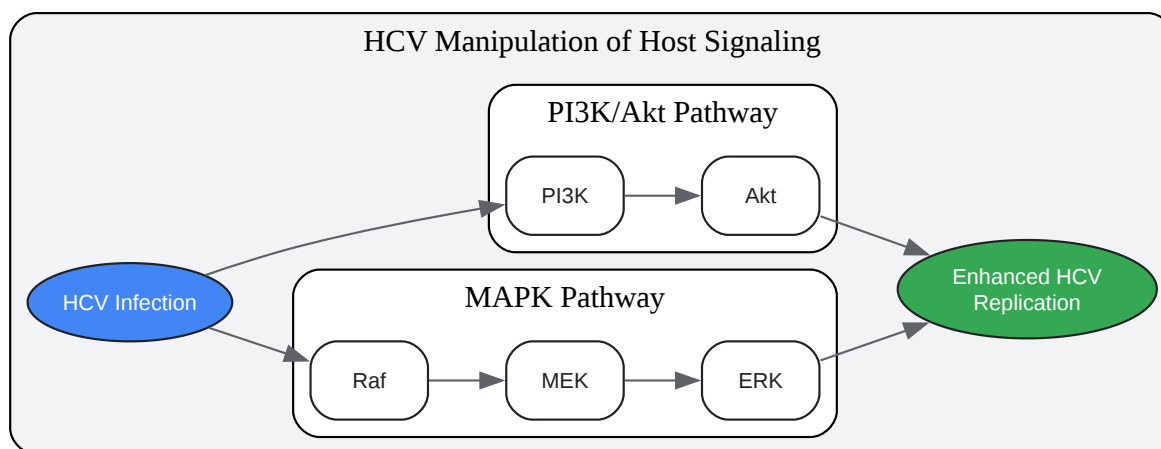 HCV Manipulation of Host Signaling
PI3K/Akt Pathway
PI3K
Akt
HCV Infection
Enhanced HCV
Replication
MAPK Pathway
Raf
MEK
ERK